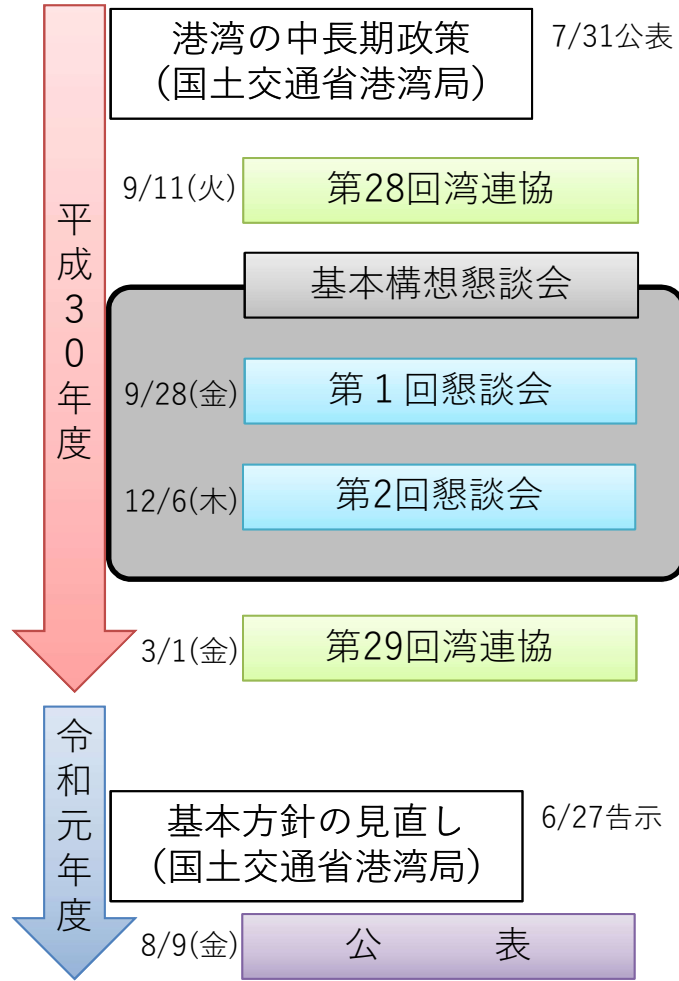 港湾の中長期政策
（国土交通省港湾局）
7/31公表
平成30年度
9/11(火)
第28回湾連協
基本構想懇談会
9/28(金)
第１回懇談会
12/6(木)
第2回懇談会
3/1(金)
第29回湾連協
令和元年度
基本方針の見直し
（国土交通省港湾局）
6/27告示
8/9(金)
公　　　表